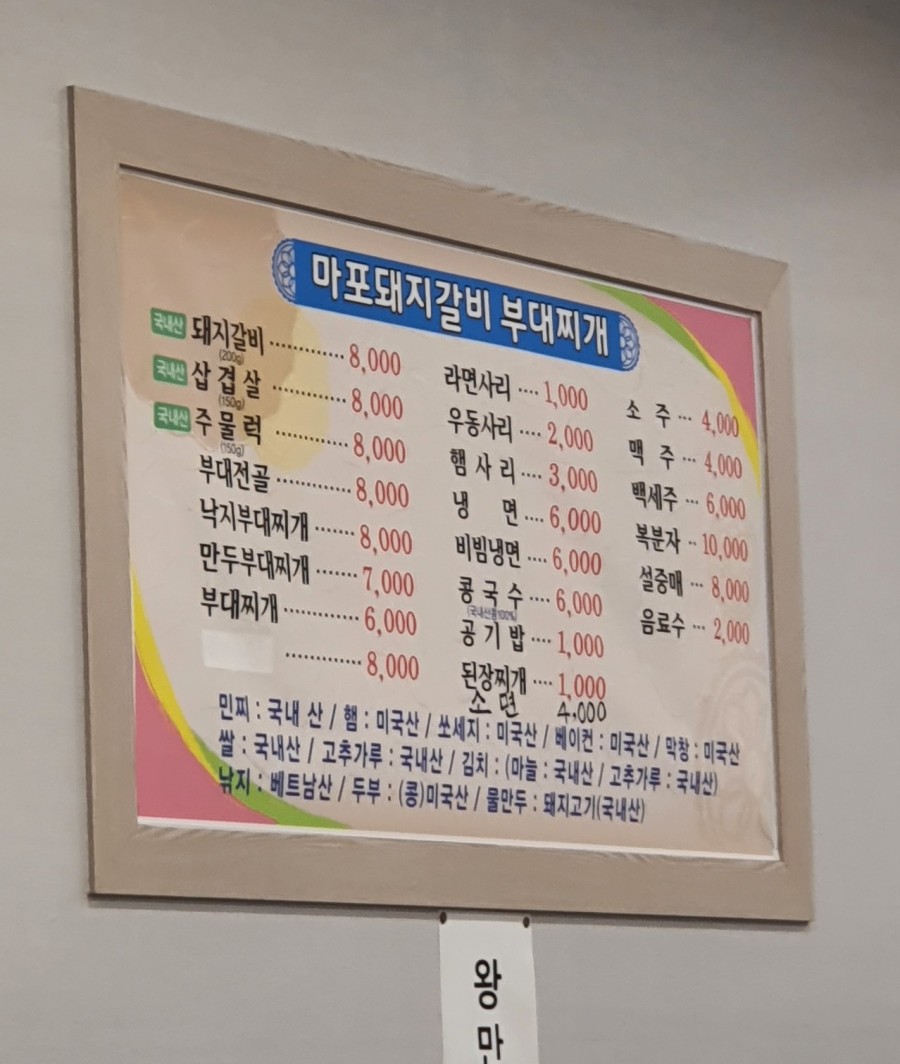 마포돼지갈비 부대찌개
국내산 돼지갈비 ············ 8,000
(200g)
국내산 삼겹살 ············ 8,000
(150g)
국내산 주물럭 ············ 8,000
(150g)
부대전골 ············ 8,000
낙지부대찌개 ······ 8,000
만두부대찌개 ······· 7,000
부대찌개 ············ 6,000
············ 8,000
라면사리 ···· 1,000
우동사리 ···· 2,000
햄사리 ···· 3,000
냉면 ···· 6,000
비빔냉면 ···· 6,000
콩국수 ···· 6,000
(국내산콩100%)
공기밥 ···· 1,000
된장찌개 ···· 1,000
소면 4,000
소주 ··· 4,000
맥주 ··· 4,000
백세주 ··· 6,000
복분자 ·· 10,000
설중매 ··· 8,000
음료수 ··· 2,000
민찌 : 국내 산 / 햄 : 미국산 / 쏘세지 : 미국산 / 베이컨 : 미국산 / 막창 : 미국산
쌀 : 국내산 / 고추가루 : 국내산 / 김치 : (마늘 : 국내산 / 고추가루 : 국내산)
낚지 : 베트남산 / 두부 : (콩)미국산 / 물만두 : 돼지고기(국내산)
왕
만